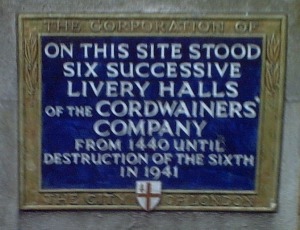 THE CORPORATION OF
ON THIS SITE STOOD
SIX SUCCESSIVE
LIVERY HALLS
OF THE CORDWAINERS'
COMPANY
FROM 1440 UNTIL
DESTRUCTION OF THE SIXTH
IN 1941
THE CITY OF LONDON